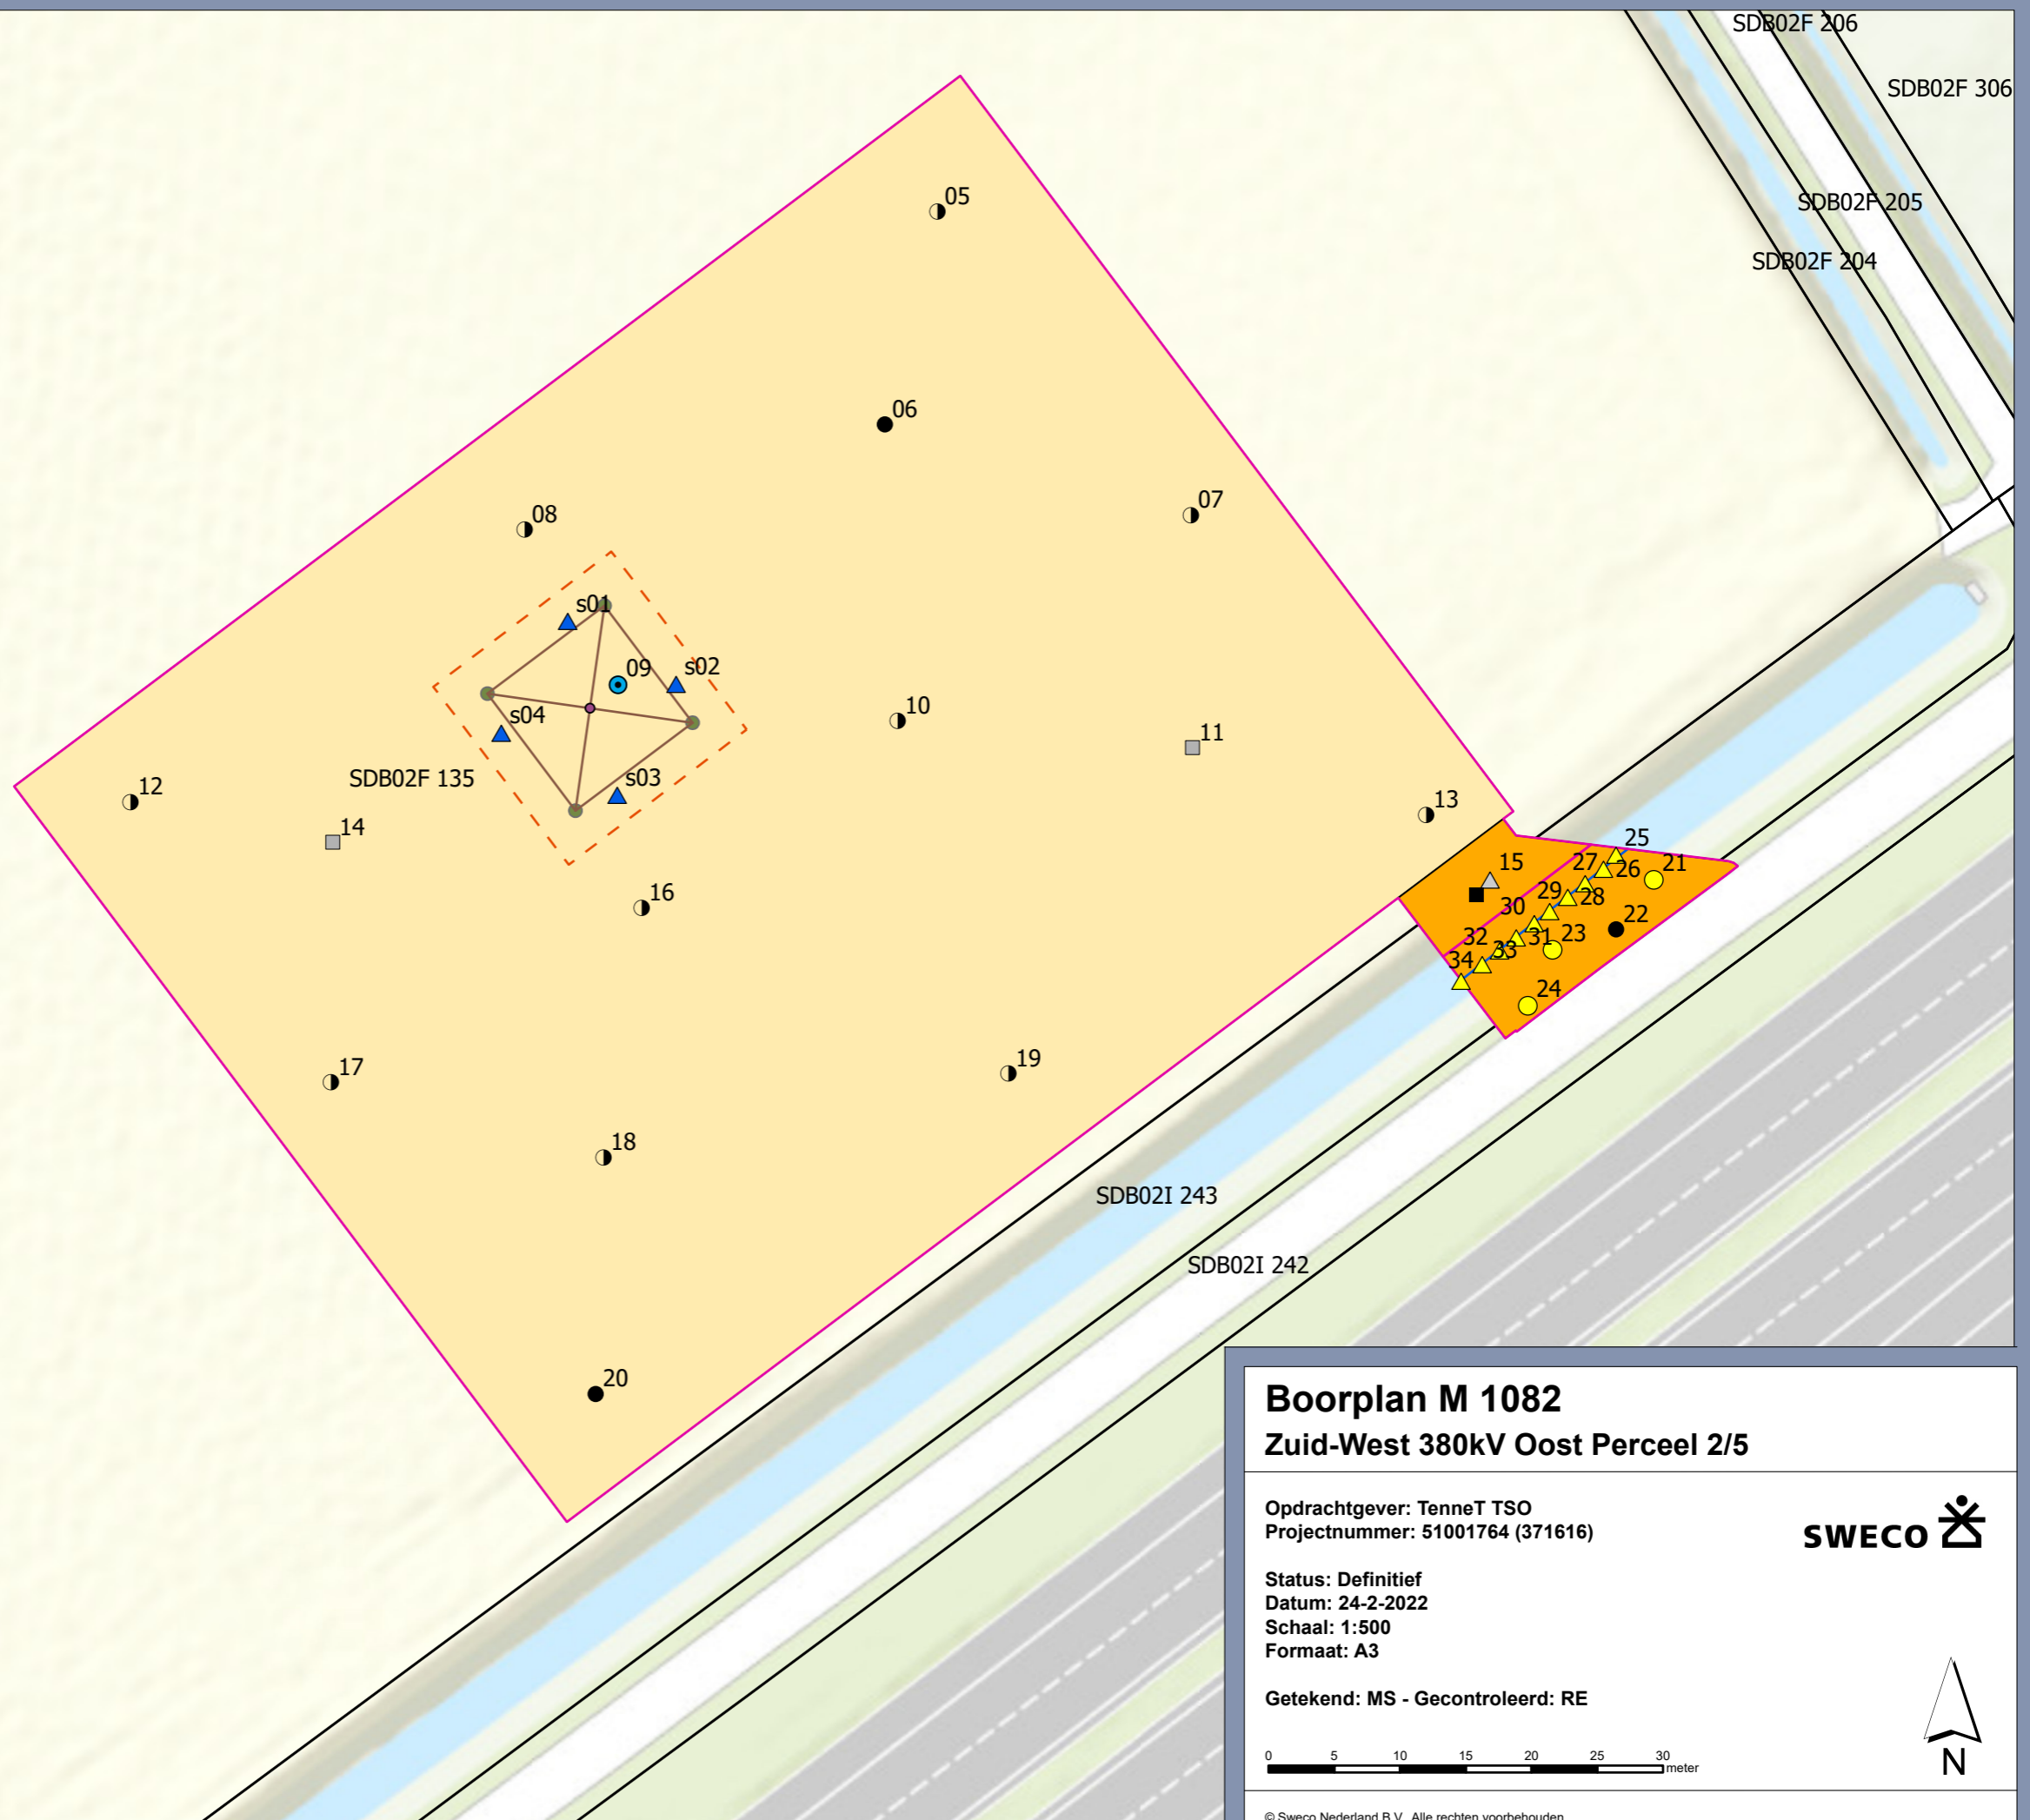 SDB02F 206
SDB02F 306
05
SDB02F 205
SDB02F 204
06
07
08
s01
09
s02
s04
10
11
SDB02F 135
s03
12
14
13
25
15
27
26
21
29
28
30
22
16
32
31
23
33
34
24
17
19
18
SDB02I 243
SDB02I 242
20
Boorplan M 1082
Zuid-West 380kV Oost Perceel 2/5
Opdrachtgever: TenneT TSO
Projectnummer: 51001764 (371616)
SWECO
Status: Definitief
Datum: 24-2-2022
Schaal: 1:500
Formaat: A3
Getekend: MS - Gecontroleerd: RE
0 5 10 15 20 25 30
meter
N
© Sweco Nederland B.V. Alle rechten voorbehouden